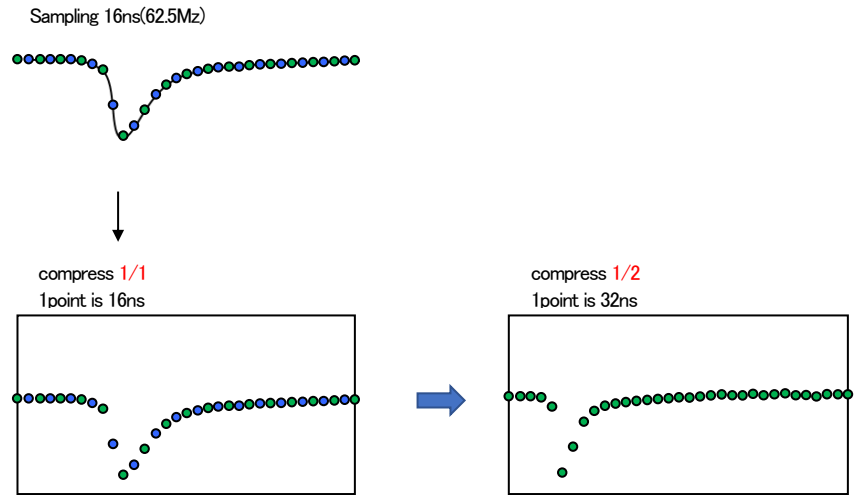 Sampling 16ns(62.5Mz)
compress 1/1
1point is 16ns
compress 1/2
1point is 32ns